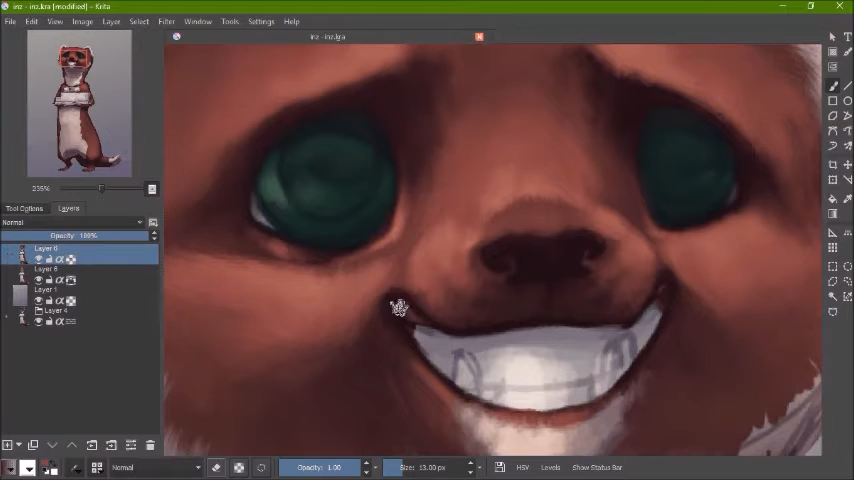 inz - inz.kra [modified] - Krita
File Edit View Image Layer Select Filter Window Tools Settings Help
inz - inz.kra
235%
Tool Options Layers
Normal
Opacity: 100%
Layer 6
Layer 8
Layer 1
Layer 4
Normal Opacity: 1.00 Size: 13.00 px HSV Levels Show Status Bar